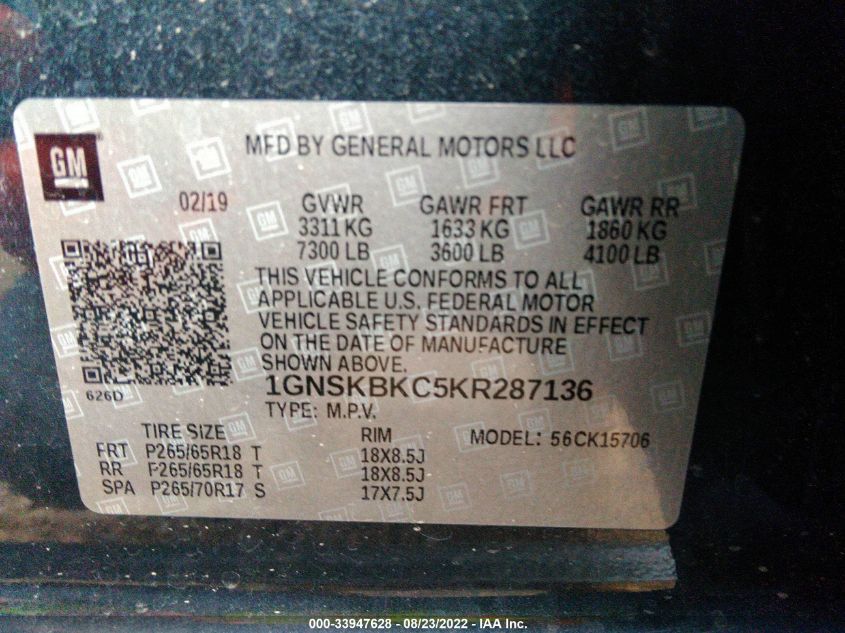 GM
MFD BY GENERAL MOTORS LLC
02/19
GVWR GAWR FRT GAWR RR
3311 KG 1633 KG 1860 KG
7300 LB 3600 LB 4100 LB
THIS VEHICLE CONFORMS TO ALL
APPLICABLE U.S. FEDERAL MOTOR
VEHICLE SAFETY STANDARDS IN EFFECT
ON THE DATE OF MANUFACTURE
SHOWN ABOVE.
626D
1GNSKBKC5KR287136
TYPE: M.P.V.
TIRE SIZE RIM MODEL: 56CK15706
FRT P265/65R18 T 18X8.5J
RR P265/65R18 T 18X8.5J
SPA P265/70R17 S 17X7.5J
000-33947628 - 08/23/2022 - IAA Inc.